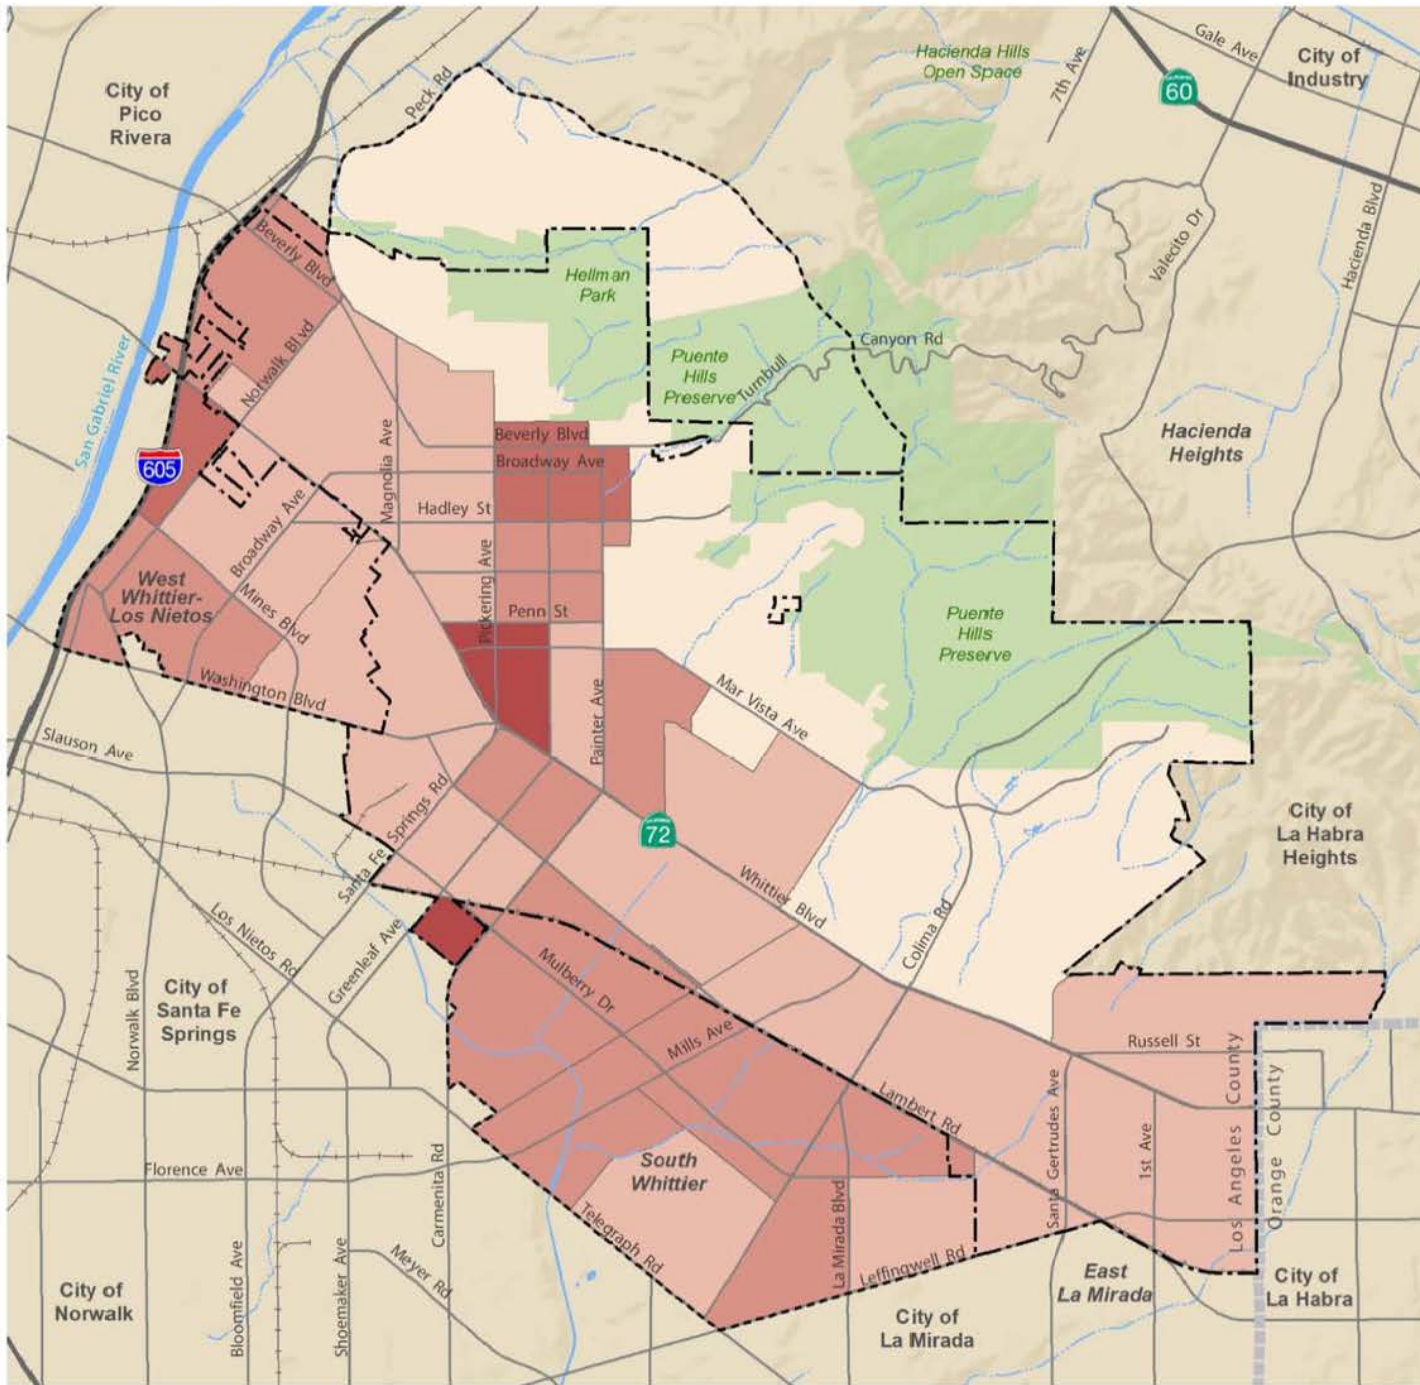 Hacienda Hills
Open Space
7th Ave
Gale Ave
City of
Industry
60
City of
Pico
Rivera
Peck Rd
Hacienda Blvd
Valecito Dr
Beverly Blvd
Hellman
Park
Norwalk Blvd
San Gabriel River
Puente
Hills
Preserve
Turnbull
Canyon Rd
Hacienda
Heights
605
Magnolia Ave
Beverly Blvd
Broadway Ave
Hadley St
Broadway Ave
Pickering Ave
West
Whittier-
Los Nietos
Mines Blvd
Penn St
Puente
Hills
Preserve
Washington Blvd
Painter Ave
Mar Vista Ave
Slauson Ave
Santa Fe Springs Rd
72
City of
La Habra
Heights
Whittier Blvd
Colima Rd
Los Nietos Rd
Greenleaf Ave
Mulberry Dr
Norwalk Blvd
City of
Santa Fe
Springs
Mills Ave
Russell St
Lambert Rd
Santa Gertrudes Ave
1st Ave
Los Angeles County
Orange County
Florence Ave
Carmenita Rd
South
Whittier
Telegraph Rd
La Mirada Blvd
Leffingwell Rd
Bloomfield Ave
Shoemaker Ave
Meyer Rd
City of
Norwalk
East
La Mirada
City of
La Habra
City of
La Mirada